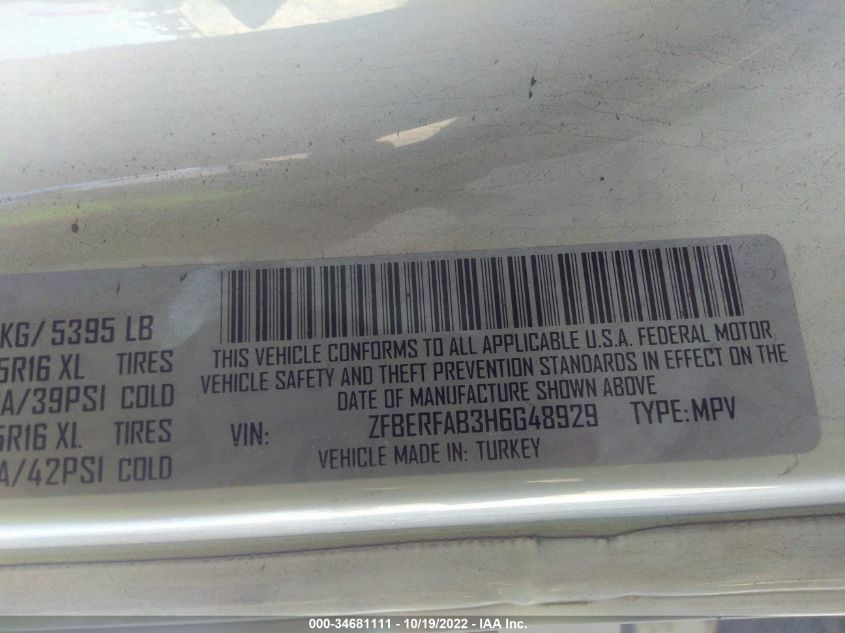 KG/ 5395 LB
5R16 XL TIRES
A/39PSI COLD
5R16 XL TIRES
A/42PSI COLD
THIS VEHICLE CONFORMS TO ALL APPLICABLE U.S.A. FEDERAL MOTOR
VEHICLE SAFETY AND THEFT PREVENTION STANDARDS IN EFFECT ON THE
DATE OF MANUFACTURE SHOWN ABOVE
VIN: ZFBERFAB3H6G48929 TYPE: MPV
VEHICLE MADE IN: TURKEY
000-34681111 - 10/19/2022 - IAA Inc.